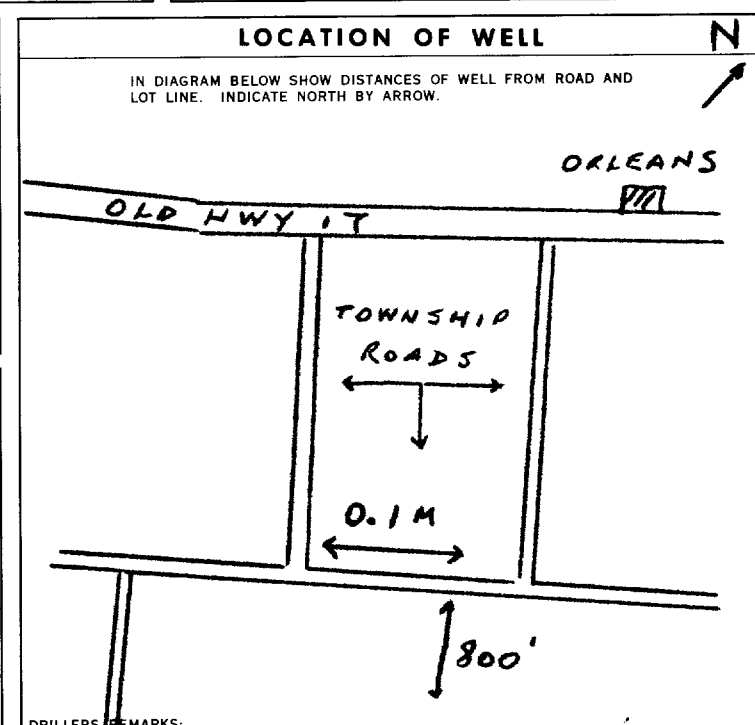 LOCATION OF WELL
N
IN DIAGRAM BELOW SHOW DISTANCES OF WELL FROM ROAD AND
LOT LINE. INDICATE NORTH BY ARROW.
ORLEANS
OLD HWY 17
TOWNSHIP
ROADS
0.1 M
800'
DRILLERS REMARKS: